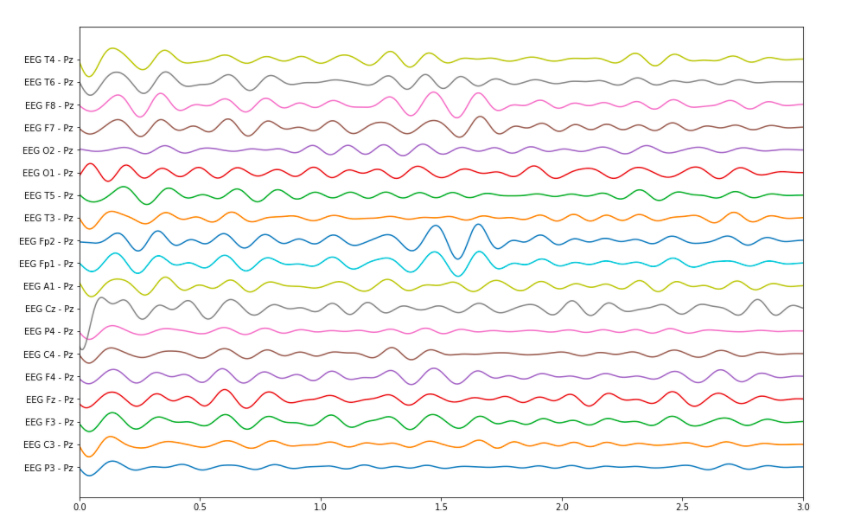 EEG T4 - Pz
EEG T6 - Pz
EEG F8 - Pz
EEG F7 - Pz
EEG O2 - Pz
EEG O1 - Pz
EEG T5 - Pz
EEG T3 - Pz
EEG Fp2 - Pz
EEG Fp1 - Pz
EEG A1 - Pz
EEG Cz - Pz
EEG P4 - Pz
EEG C4 - Pz
EEG F4 - Pz
EEG Fz - Pz
EEG F3 - Pz
EEG C3 - Pz
EEG P3 - Pz
0.0 0.5 1.0 1.5 2.0 2.5 3.0